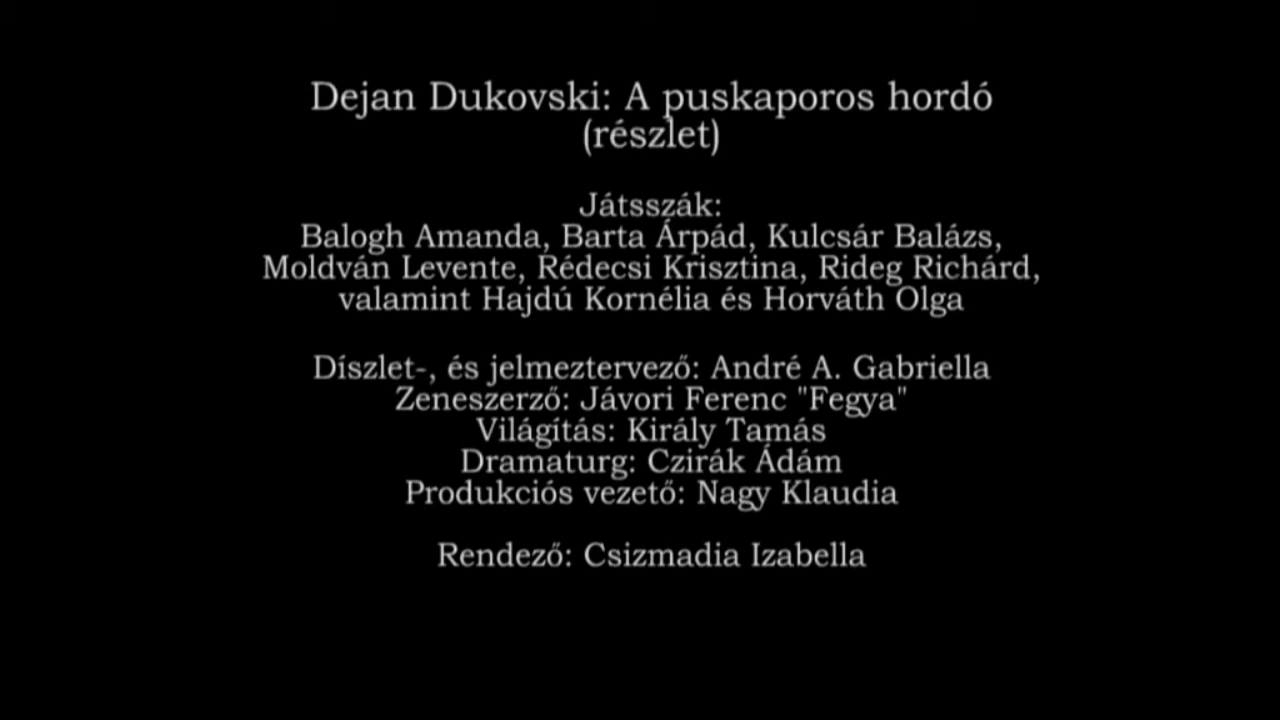 Dejan Dukovski: A puskaporos hordó
(részlet)
Játsszák:
Balogh Amanda, Barta Árpád, Kulcsár Balázs,
Moldván Levente, Rédecsi Krisztina, Rideg Richárd,
valamint Hajdú Kornélia és Horváth Olga
Díszlet-, és jelmeztervező: André A. Gabriella
Zeneszerző: Jávori Ferenc "Fegya"
Világítás: Király Tamás
Dramaturg: Czirák Ádám
Produkciós vezető: Nagy Klaudia
Rendező: Csizmadia Izabella